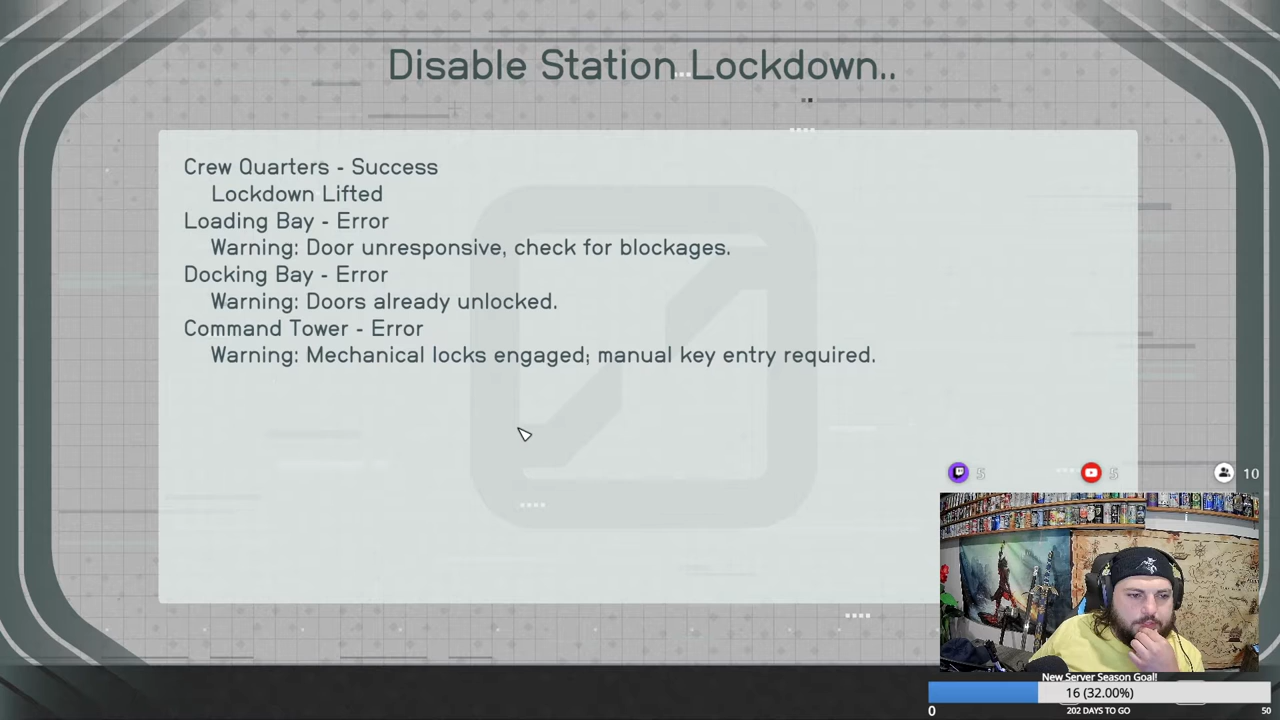 Disable Station Lockdown..
Crew Quarters - Success
Lockdown Lifted
Loading Bay - Error
Warning: Door unresponsive, check for blockages.
Docking Bay - Error
Warning: Doors already unlocked.
Command Tower - Error
Warning: Mechanical locks engaged; manual key entry required.
5
5
10
New Server Season Goal!
16 (32.00%)
0
202 DAYS TO GO
50